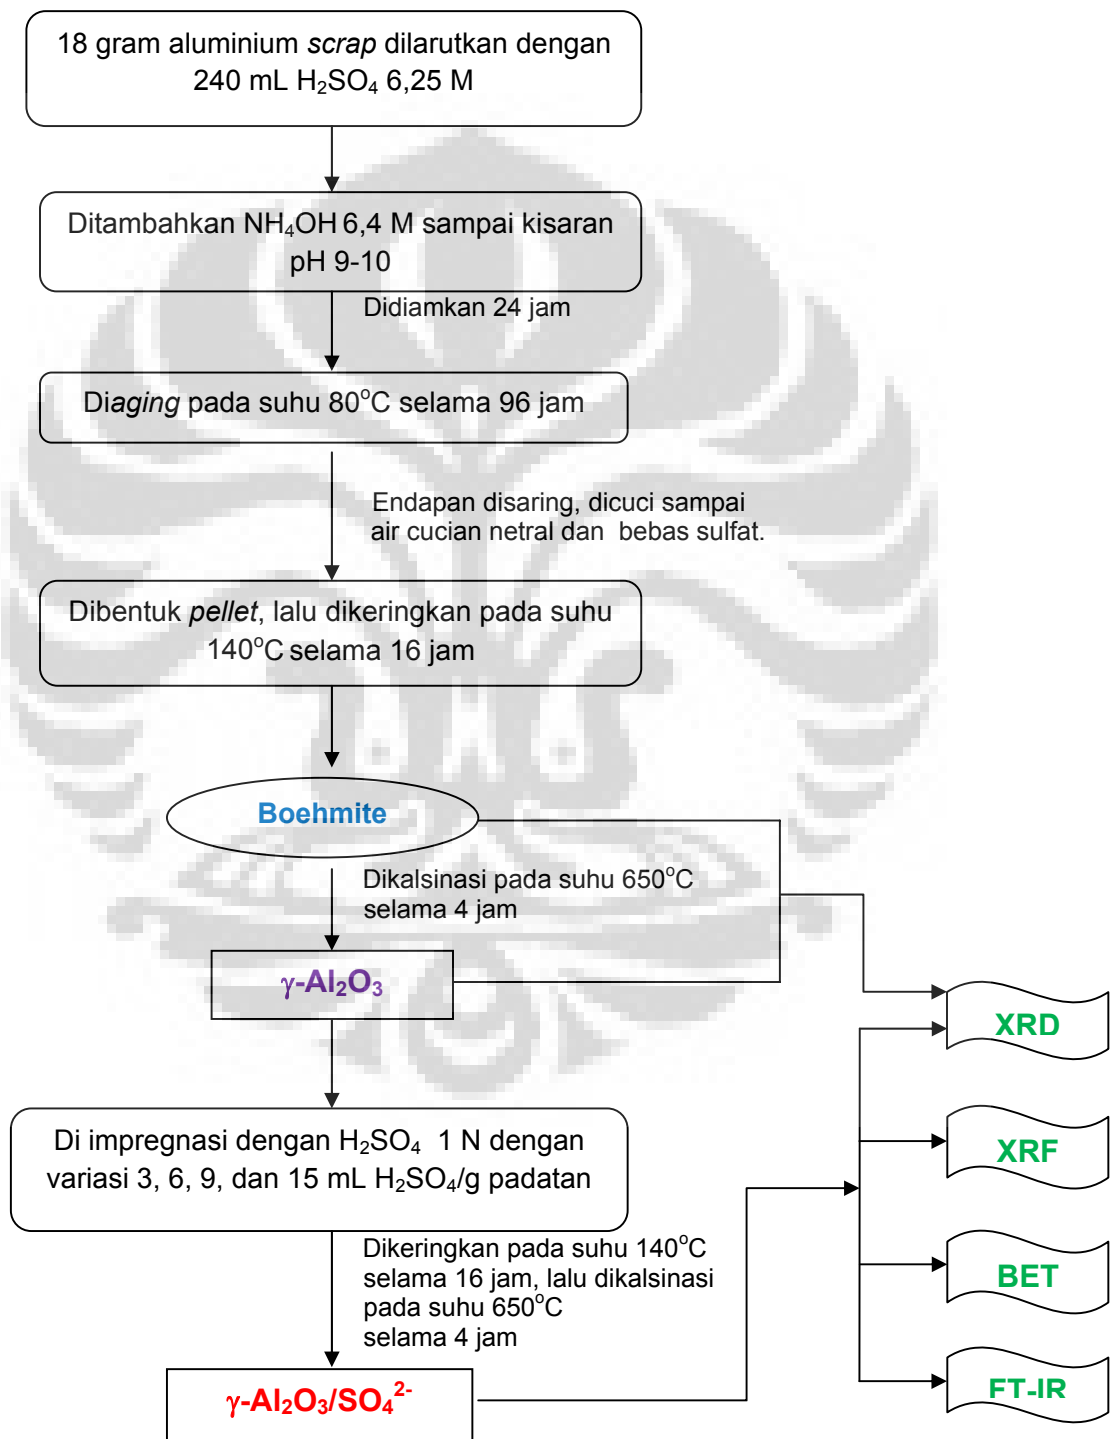 18 gram aluminium scrap dilarutkan dengan
240 mL H₂SO₄ 6,25 M
Ditambahkan NH₄OH 6,4 M sampai kisaran
pH 9-10
Didiamkan 24 jam
Diaging pada suhu 80°C selama 96 jam
Endapan disaring, dicuci sampai
air cucian netral dan bebas sulfat.
Dibentuk pellet, lalu dikeringkan pada suhu
140°C selama 16 jam
Boehmite
Dikalsinasi pada suhu 650°C
selama 4 jam
γ-Al₂O₃
XRD
Di impregnasi dengan H₂SO₄ 1 N dengan
variasi 3, 6, 9, dan 15 mL H₂SO₄/g padatan
XRF
Dikeringkan pada suhu 140°C
selama 16 jam, lalu dikalsinasi
pada suhu 650°C
selama 4 jam
BET
γ-Al₂O₃/SO₄²⁻
FT-IR